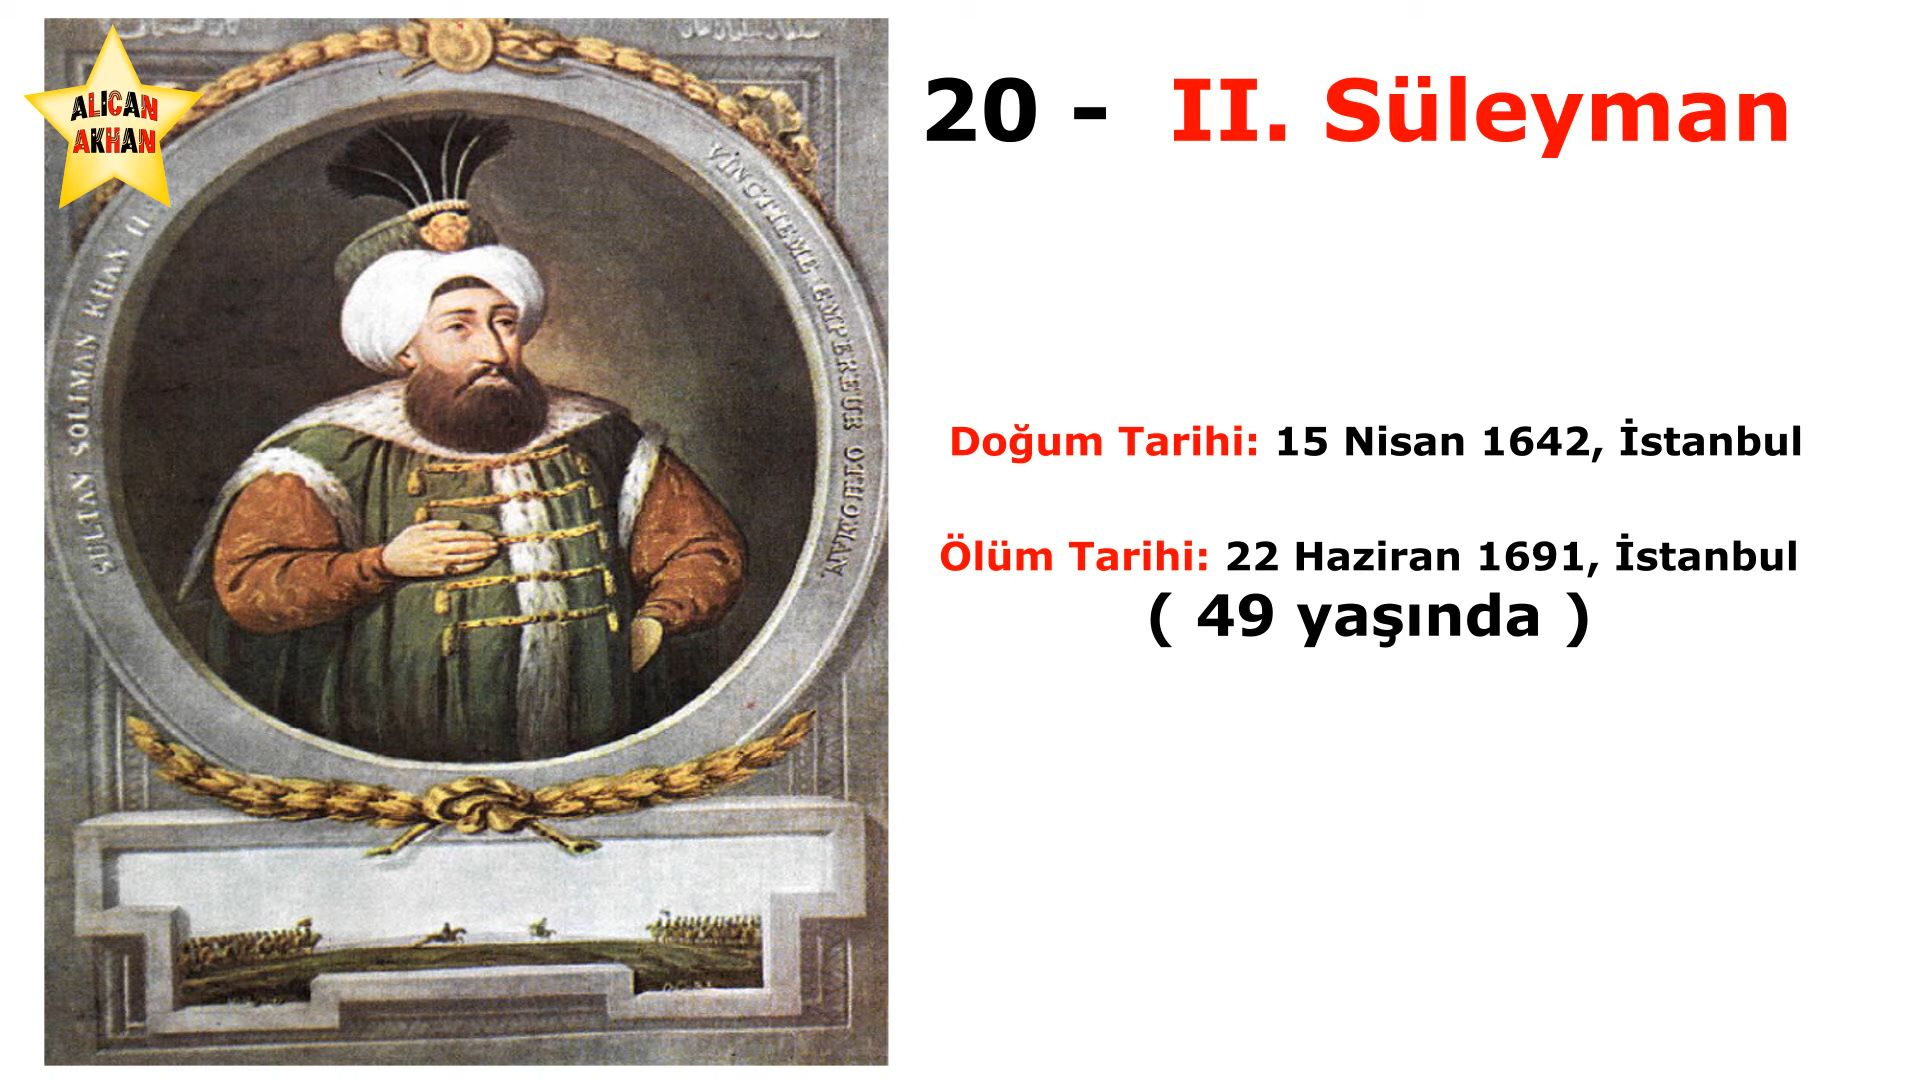 ALICAN
AKHAN
SULTAN SOLIMAN KHAN II.
VINGTIEME EMPEREUR OTHOMAN
20 - II. Süleyman
Doğum Tarihi: 15 Nisan 1642, İstanbul
Ölüm Tarihi: 22 Haziran 1691, İstanbul
( 49 yaşında )